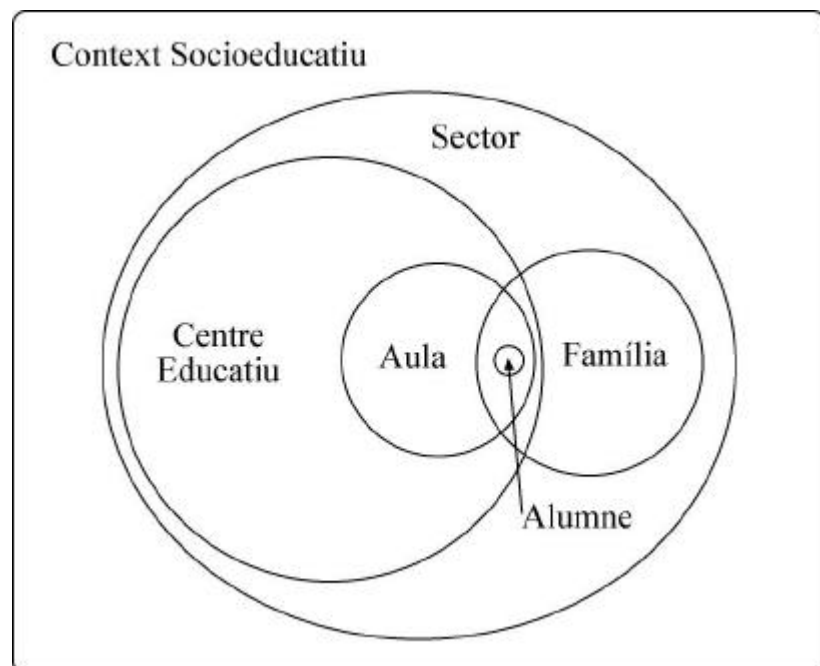 Context Socioeducatiu
Sector
Centre
Educatiu
Aula
Família
Alumne